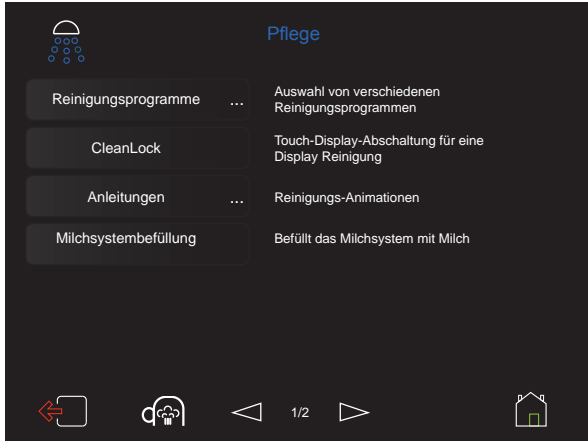 Pflege
Reinigungsprogramme ...
Auswahl von verschiedenen
Reinigungsprogrammen
CleanLock
Touch-Display-Abschaltung für eine
Display Reinigung
Anleitungen ...
Reinigungs-Animationen
Milchsystembefüllung
Befüllt das Milchsystem mit Milch
1/2